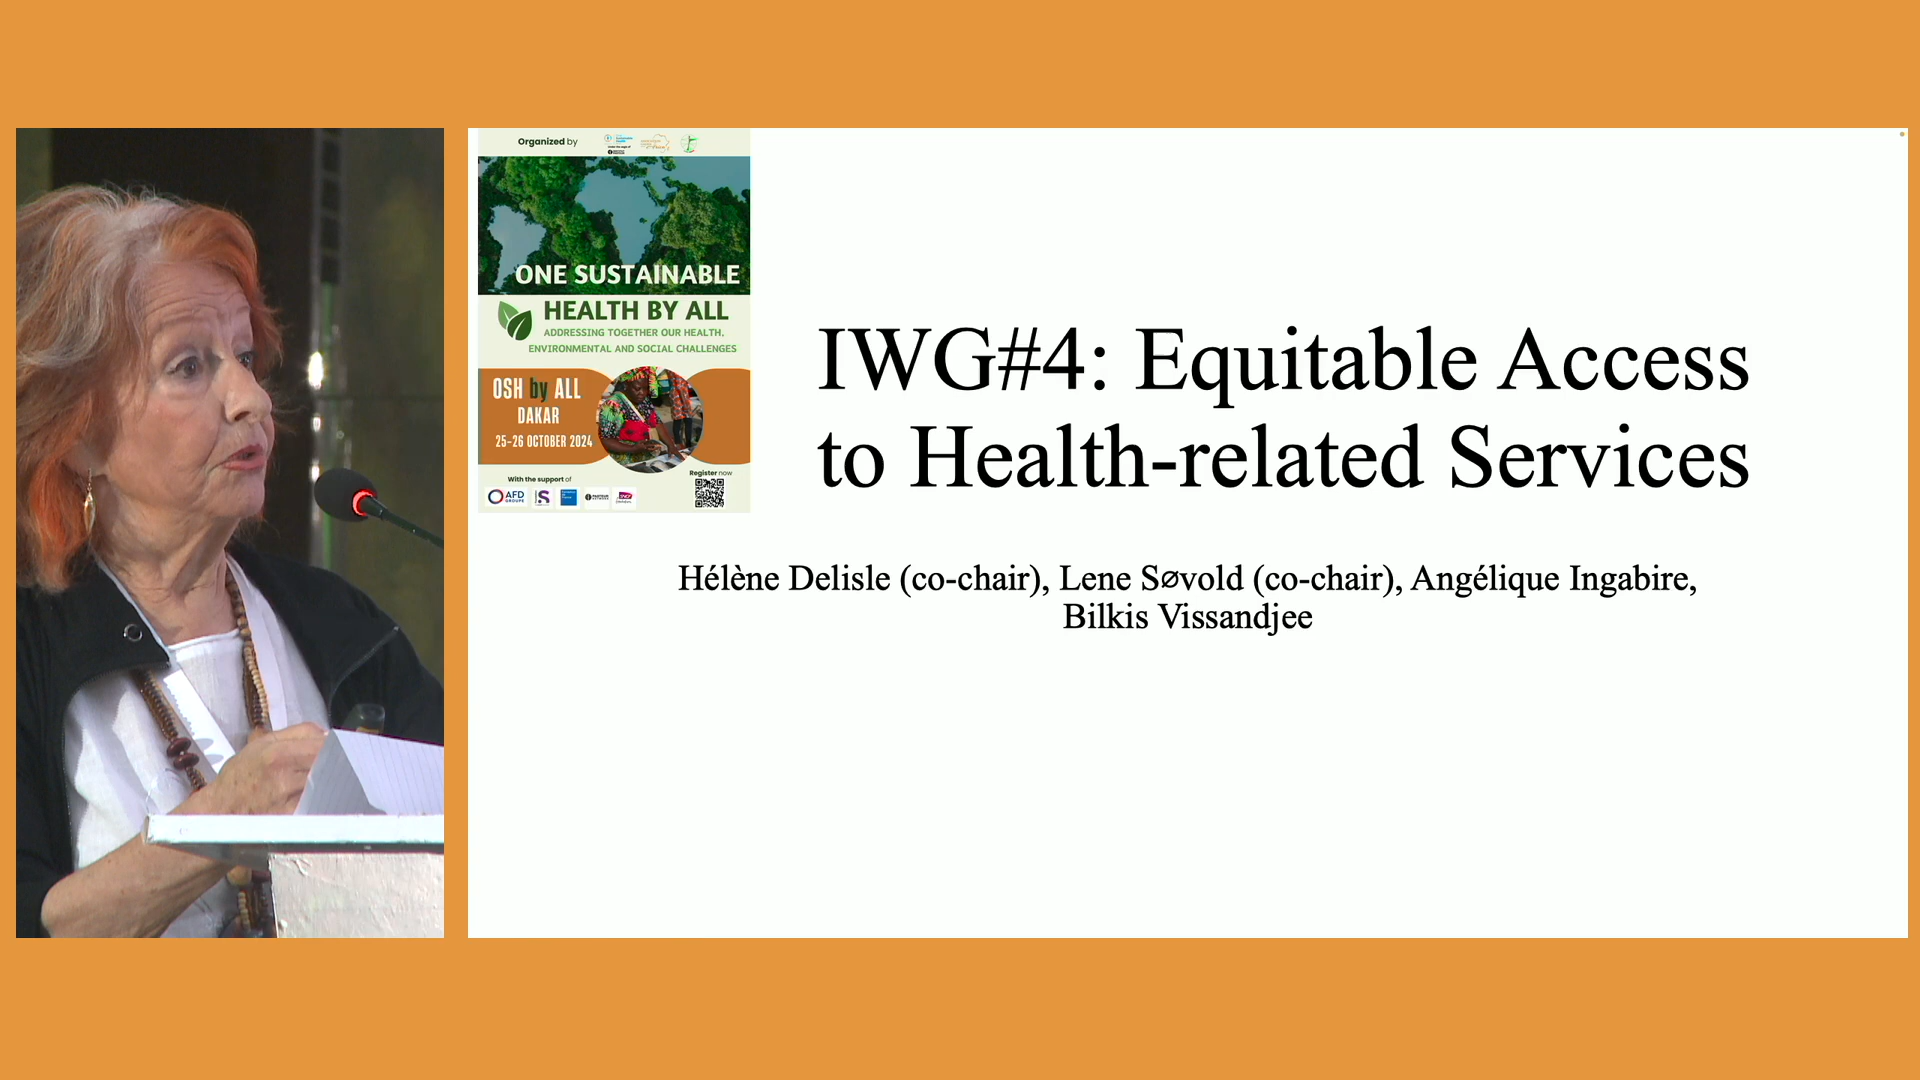 Organized by
ONE SUSTAINABLE
HEALTH BY ALL
ADDRESSING TOGETHER OUR HEALTH,
ENVIRONMENTAL AND SOCIAL CHALLENGES
OSH by ALL
DAKAR
25-26 OCTOBER 2024
Register now
With the support of
AFD
GROUPE
IWG#4: Equitable Access
to Health-related Services
Hélène Delisle (co-chair), Lene Søvold (co-chair), Angélique Ingabire,
Bilkis Vissandjee